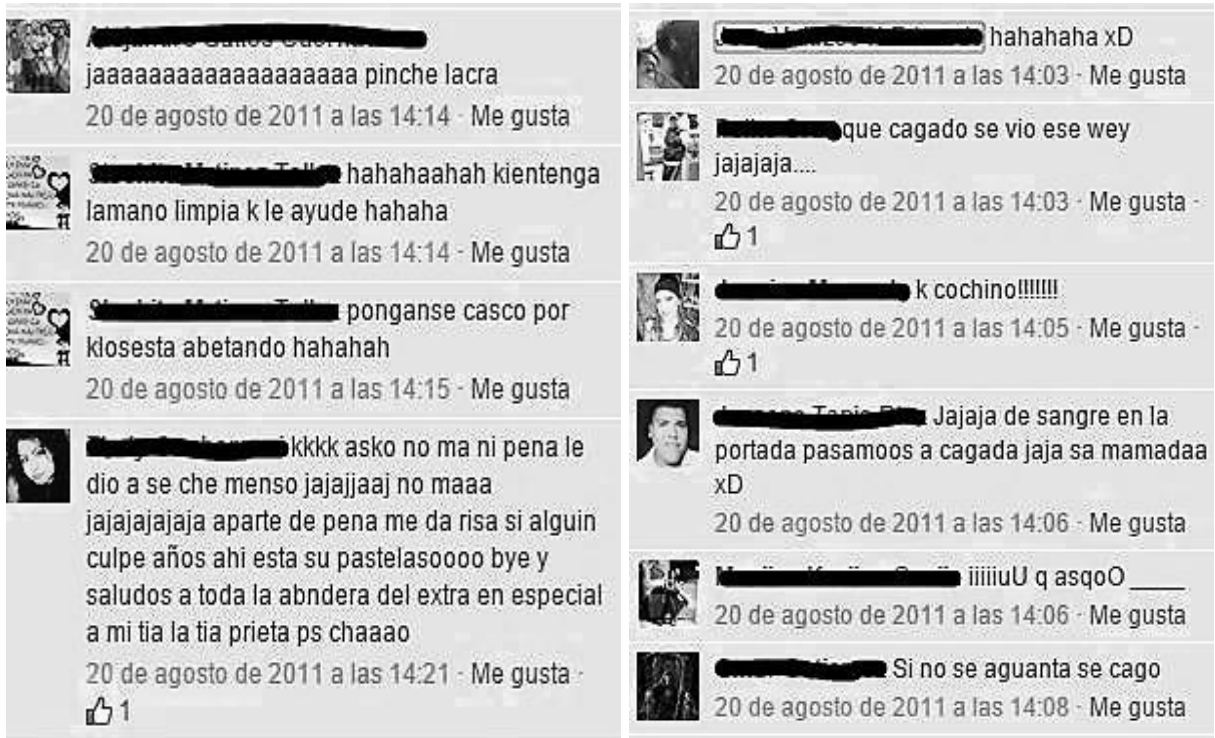 jaaaaaaaaaaaaaaaaaaa pinche lacra
20 de agosto de 2011 a las 14:14 · Me gusta
hahahaahah kientenga
lamano limpia k le ayude hahaha
20 de agosto de 2011 a las 14:14 · Me gusta
ponganse casco por
klosesta abetando hahahah
20 de agosto de 2011 a las 14:15 · Me gusta
kkkk asko no ma ni pena le
dio a se che menso jajajjaaj no maaa
jajajajajaja aparte de pena me da risa si alguin
culpe años ahi esta su pastelasoooo bye y
saludos a toda la abndera del extra en especial
a mi tia la tia prieta ps chaaao
20 de agosto de 2011 a las 14:21 · Me gusta ·
1
hahahaha xD
20 de agosto de 2011 a las 14:03 · Me gusta
que cagado se vio ese wey
jajajaja....
20 de agosto de 2011 a las 14:03 · Me gusta ·
1
k cochino!!!!!!!
20 de agosto de 2011 a las 14:05 · Me gusta ·
1
Jajaja de sangre en la
portada pasamoos a cagada jaja sa mamadaa
xD
20 de agosto de 2011 a las 14:06 · Me gusta
iiiiiuU q asqoO____
20 de agosto de 2011 a las 14:06 · Me gusta
Si no se aguanta se cago
20 de agosto de 2011 a las 14:08 · Me gusta